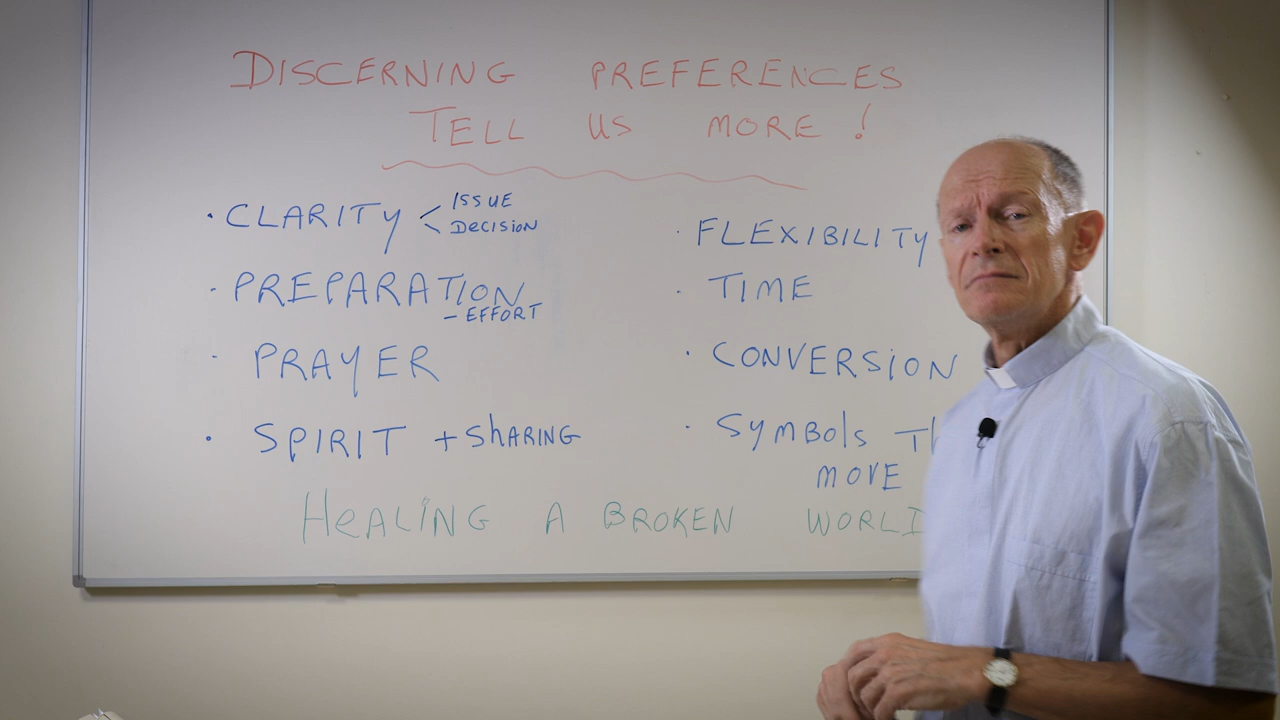 DISCERNING PREFERENCES
TELL US MORE !
• CLARITY < ISSUE
DECISION
• PREPARATION
- EFFORT
• PRAYER
• SPIRIT + SHARING
• FLEXIBILITY
• TIME
• CONVERSION
• SYMBOLS
MOVE
HEALING A BROKEN